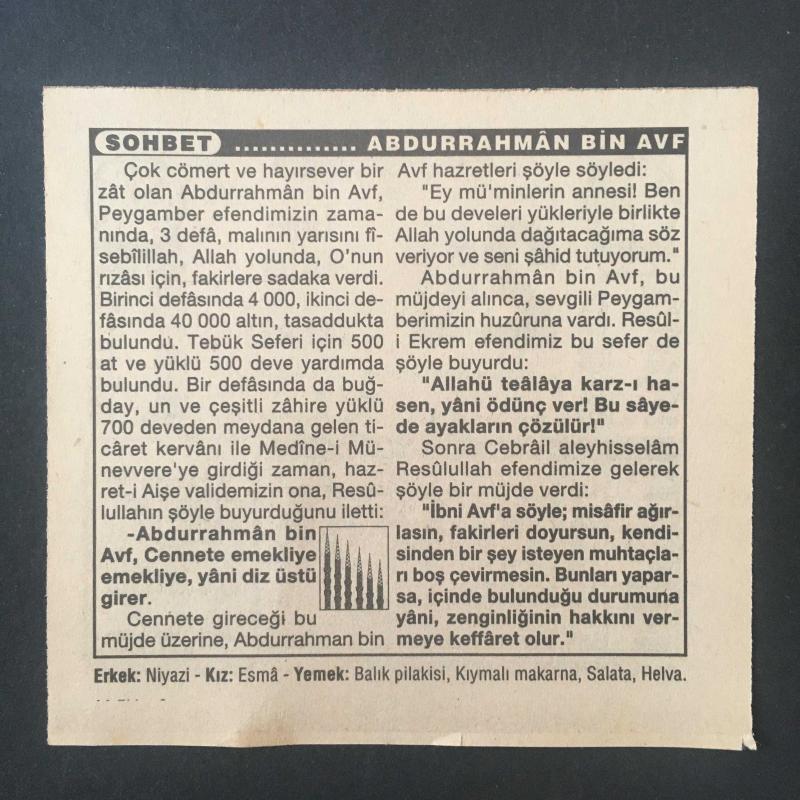 SOHBET .............. ABDURRAHMÂN BİN AVF
Çok cömert ve hayırsever bir
zât olan Abdurrahmân bin Avf,
Peygamber efendimizin zama-
nında, 3 defâ, malının yarısını fî-
sebîlillah, Allah yolunda, O'nun
rızâsı için, fakirlere sadaka verdi.
Birinci defâsında 4 000, ikinci de-
fâsında 40 000 altın, tasaddukta
bulundu. Tebük Seferi için 500
at ve yüklü 500 deve yardımda
bulundu. Bir defâsında da buğ-
day, un ve çeşitli zâhire yüklü
700 deveden meydana gelen ti-
câret kervânı ile Medîne-i Mü-
nevvere'ye girdiği zaman, haz-
ret-i Aişe validemizin ona, Resû-
lullahın şöyle buyurduğunu iletti:
-Abdurrahmân bin
Avf, Cennete emekliye
emekliye, yâni diz üstü
girer.
Cennete gireceği bu
müjde üzerine, Abdurrahman bin
Avf hazretleri şöyle söyledi:
"Ey mü'minlerin annesi! Ben
de bu develeri yükleriyle birlikte
Allah yolunda dağıtacağıma söz
veriyor ve seni şâhid tutuyorum."
Abdurrahmân bin Avf, bu
müjdeyi alınca, sevgili Peygam-
berimizin huzûruna vardı. Resûl-
i Ekrem efendimiz bu sefer de
şöyle buyurdu:
"Allahü teâlâya karz-ı ha-
sen, yâni ödünç ver! Bu sâye-
de ayakların çözülür!"
Sonra Cebrâil aleyhisselâm
Resûlullah efendimize gelerek
şöyle bir müjde verdi:
"İbni Avf'a söyle; misâfir ağır-
lasın, fakirleri doyursun, kendi-
sinden bir şey isteyen muhtaçla-
rı boş çevirmesin. Bunları yapar-
sa, içinde bulunduğu durumuna
yâni, zenginliğinin hakkını ver-
meye keffâret olur."
Erkek: Niyazi - Kız: Esmâ - Yemek: Balık pilakisi, Kıymalı makarna, Salata, Helva.